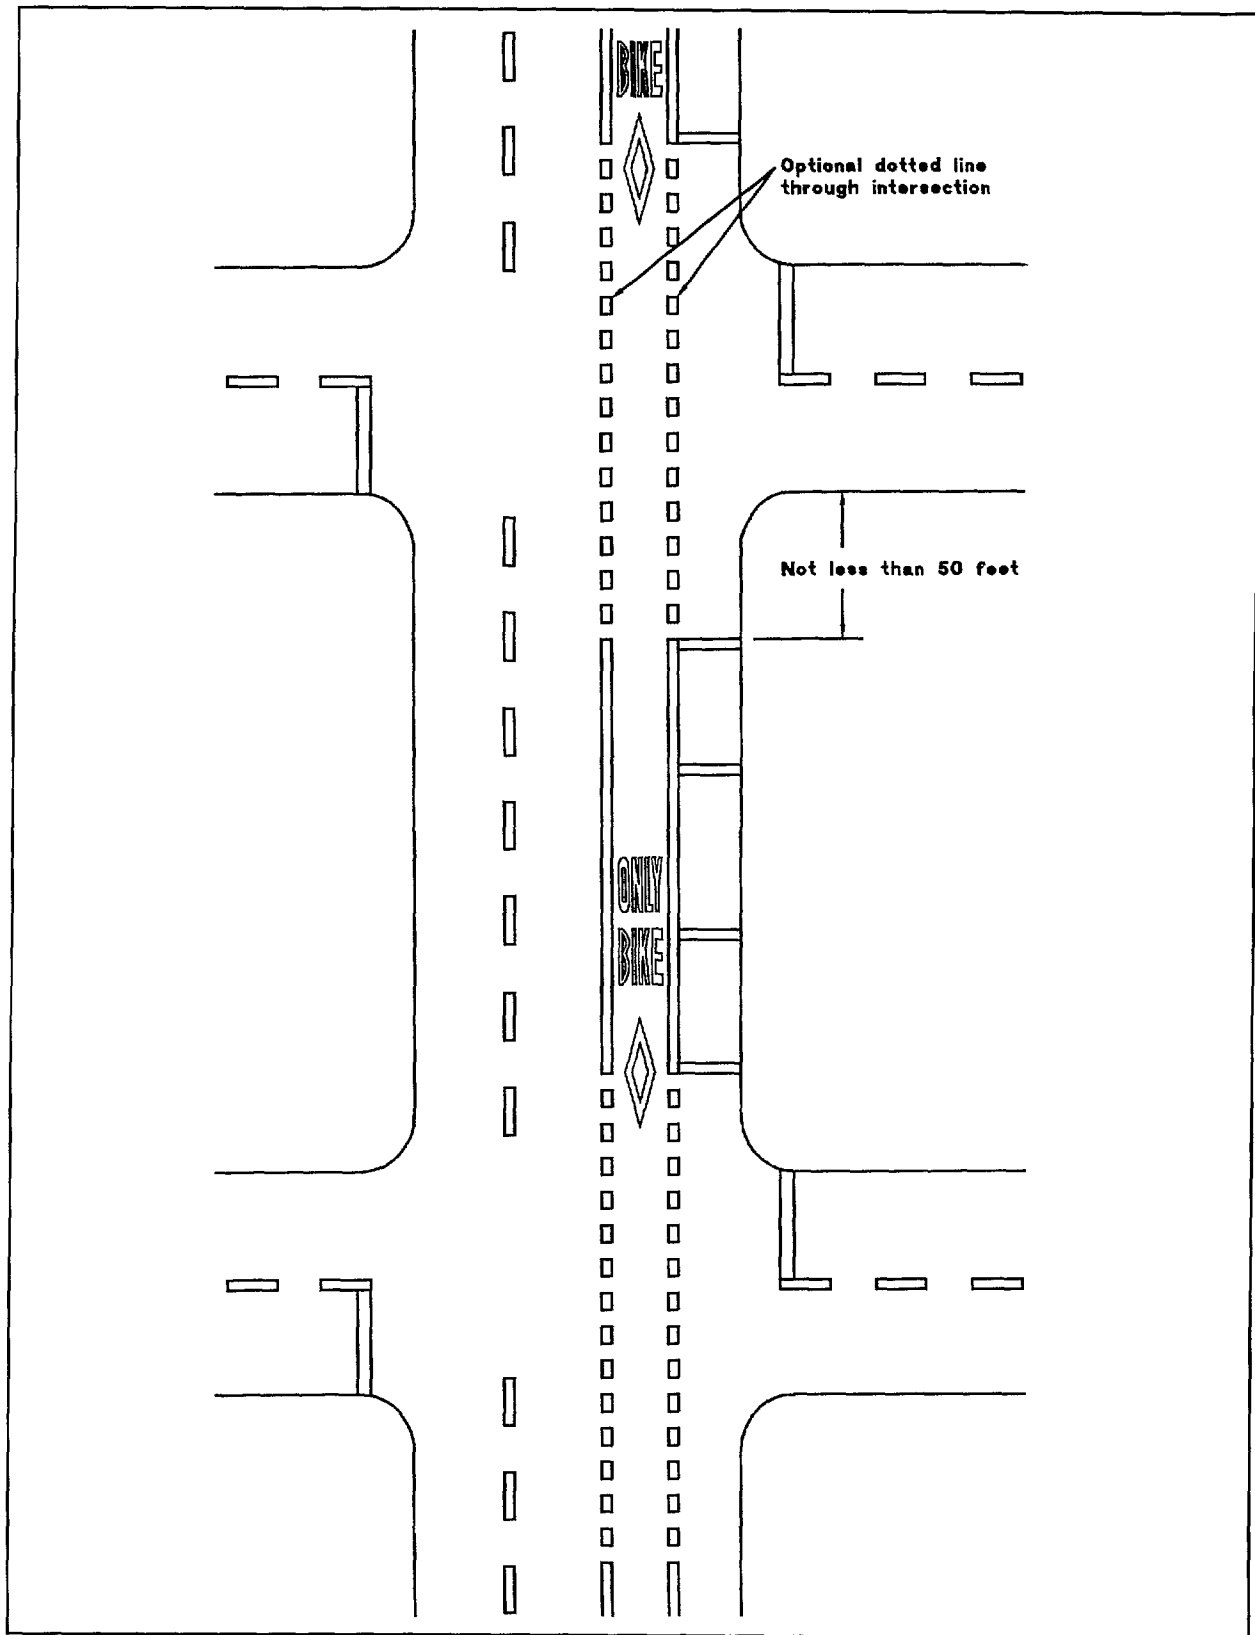 BIKE
Optional dotted line
through intersection
Not less than 50 feet
ONLY
BIKE